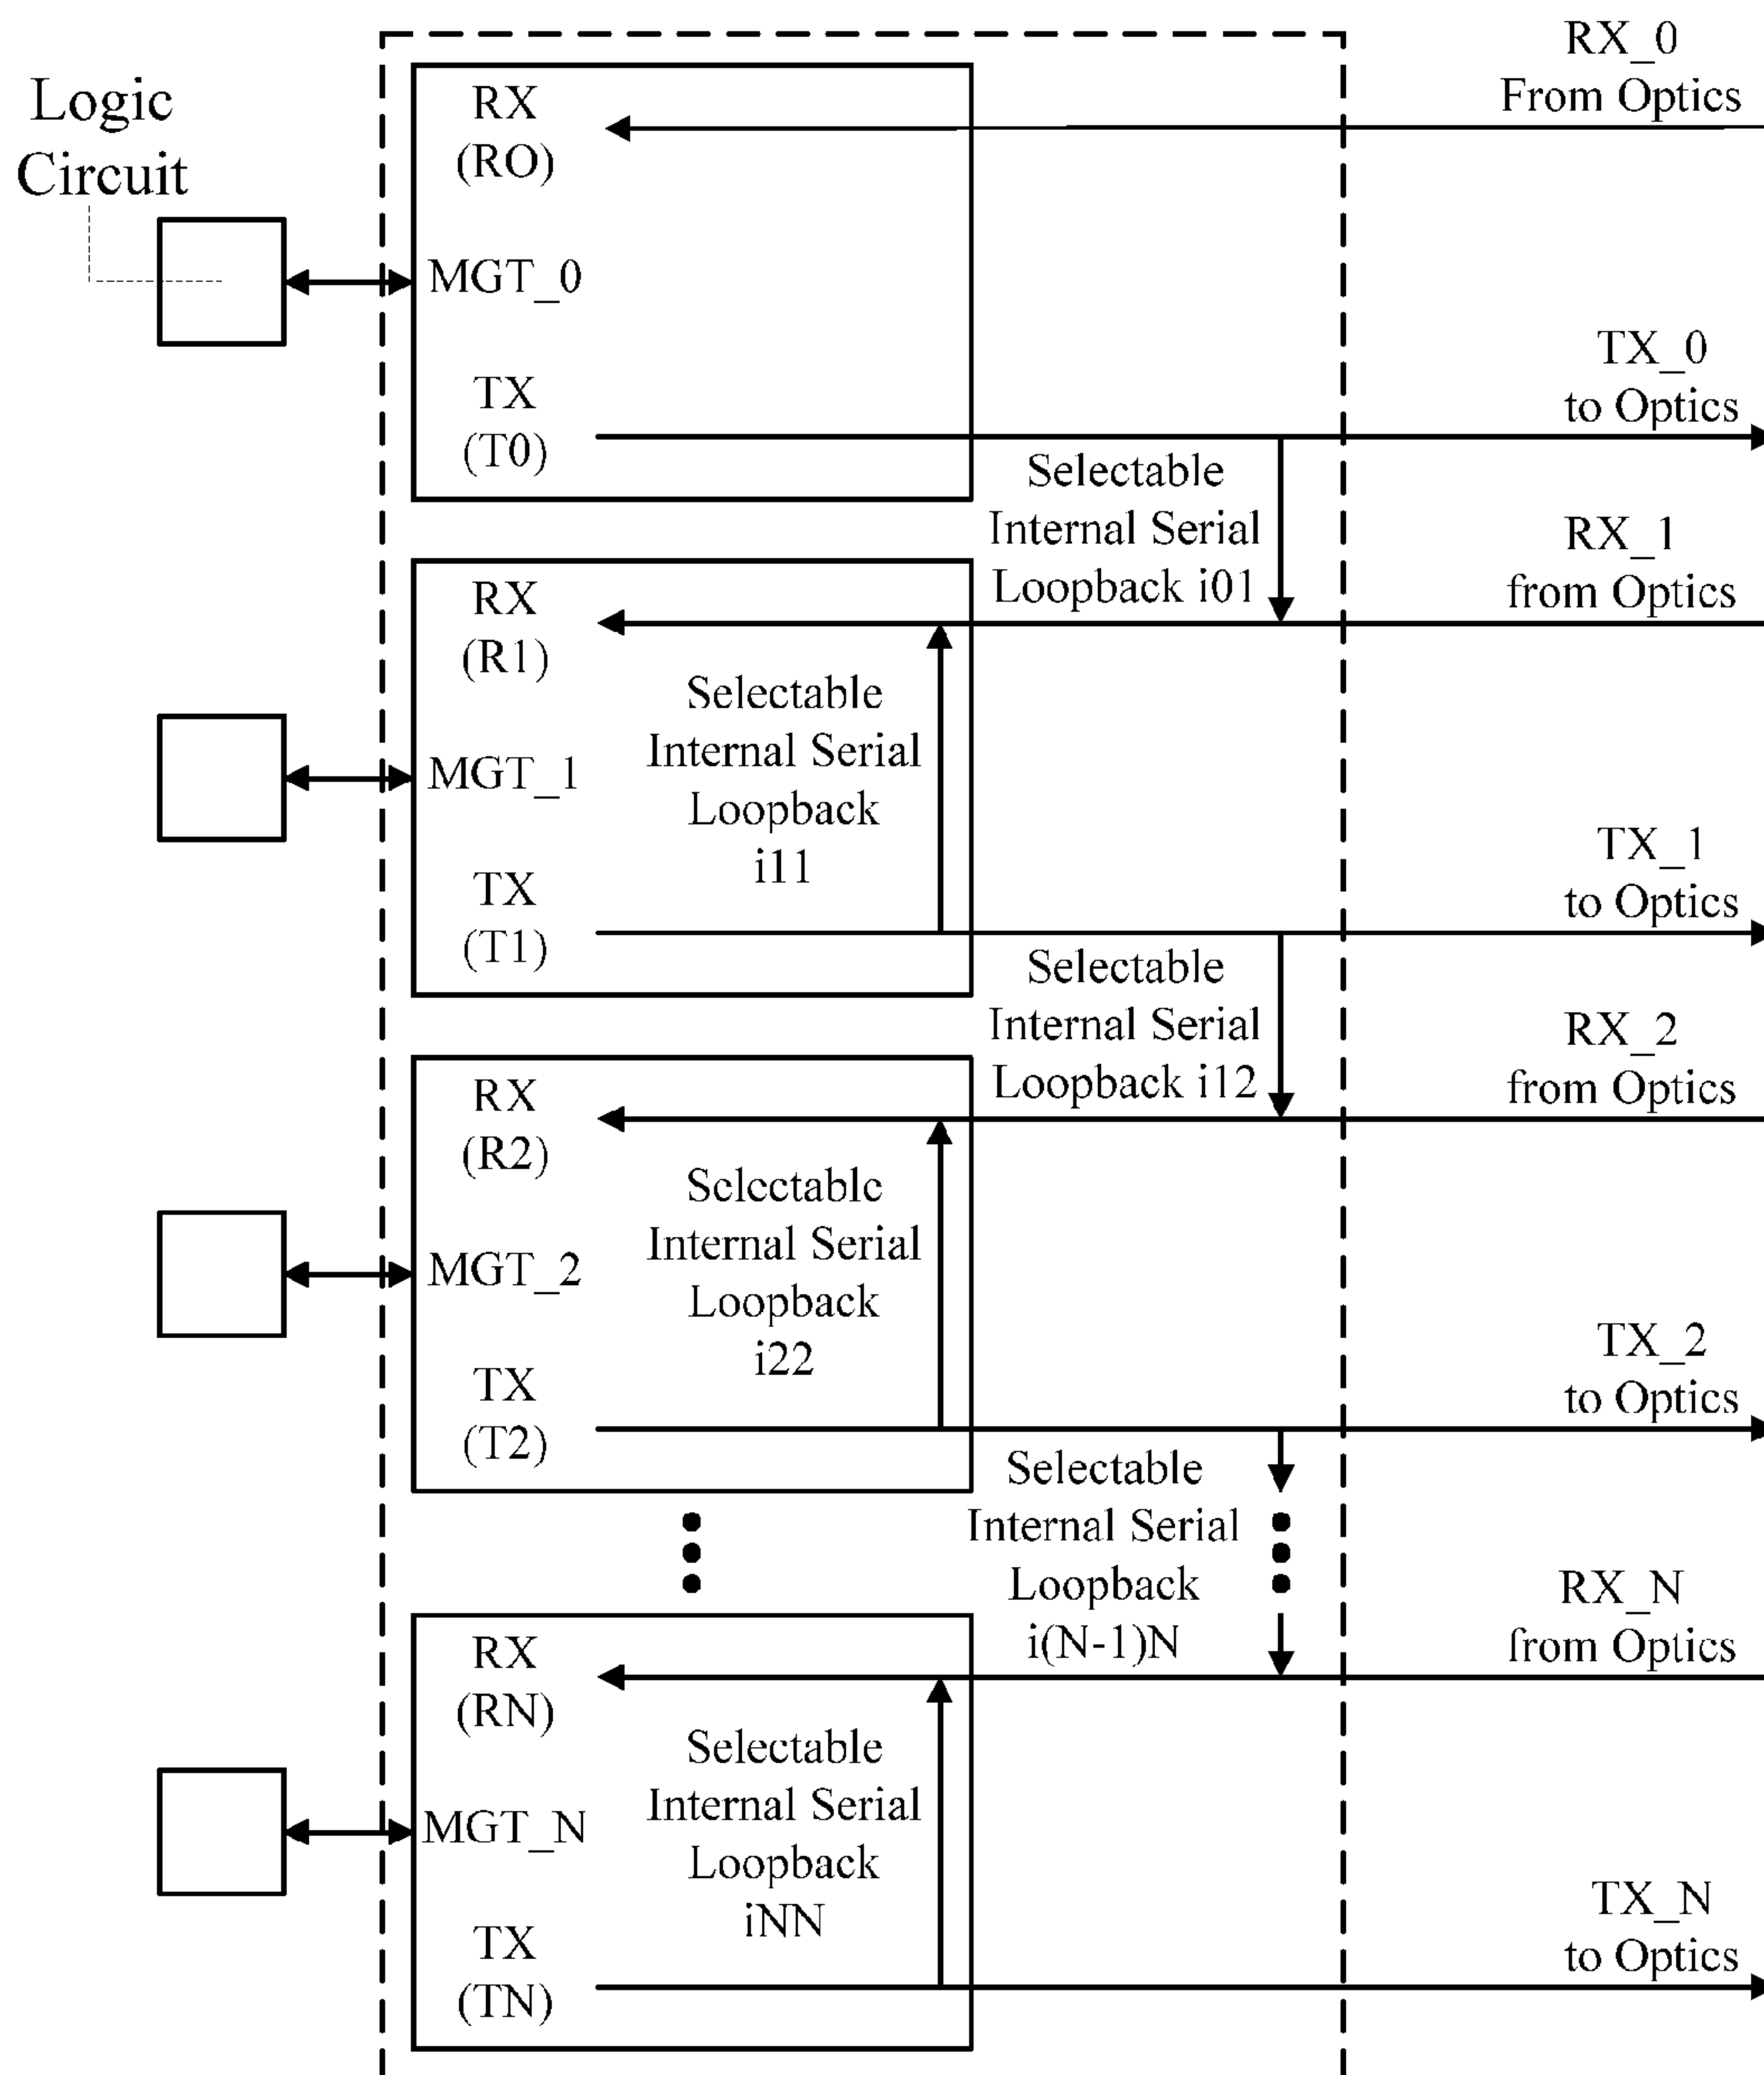 Logic
Circuit
RX
(RO)
MGT_0
TX
(T0)
RX_0
From Optics
TX_0
to Optics
Selectable
Internal Serial
Loopback i01
RX_1
from Optics
RX
(R1)
MGT_1
Selectable
Internal Serial
Loopback
i11
TX
(T1)
TX_1
to Optics
Selectable
Internal Serial
Loopback i12
RX_2
from Optics
RX
(R2)
MGT_2
Selectable
Internal Serial
Loopback
i22
TX
(T2)
TX_2
to Optics
Selectable
Internal Serial
Loopback
i(N-1)N
RX_N
from Optics
RX
(RN)
MGT_N
Selectable
Internal Serial
Loopback
iNN
TX
(TN)
TX_N
to Optics